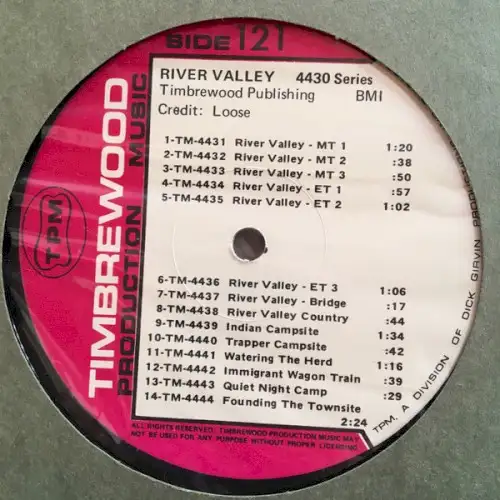 SIDE 121
RIVER VALLEY 4430 Series
Timbrewood Publishing BMI
Credit: Loose
1-TM-4431 River Valley - MT 1 1:20
2-TM-4432 River Valley - MT 2 :38
3-TM-4433 River Valley - MT 3 :50
4-TM-4434 River Valley - ET 1 :57
5-TM-4435 River Valley - ET 2 1:02
6-TM-4436 River Valley - ET 3 1:06
7-TM-4437 River Valley - Bridge :17
8-TM-4438 River Valley Country :44
9-TM-4439 Indian Campsite 1:34
10-TM-4440 Trapper Campsite :42
11-TM-4441 Watering The Herd 1:16
12-TM-4442 Immigrant Wagon Train :39
13-TM-4443 Quiet Night Camp :29
14-TM-4444 Founding The Townsite
2:24
ALL RIGHTS RESERVED. TIMBREWOOD PRODUCTION MUSIC MAY
NOT BE USED FOR ANY PURPOSE WITHOUT PROPER LICENSING
TIMBREWOOD
PRODUCTION MUSIC
TPM
TPM, A DIVISION OF DICK GIRVIN